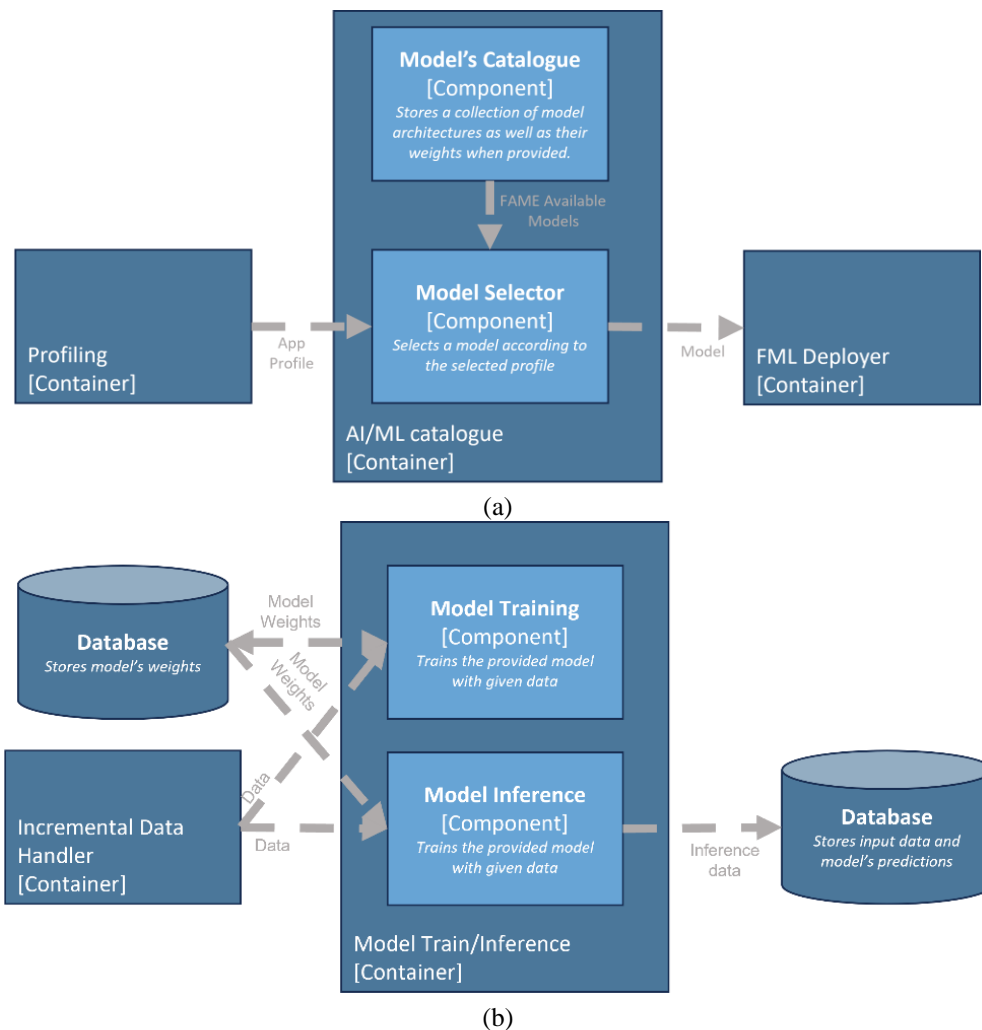 Model's Catalogue
[Component]
Stores a collection of model
architectures as well as their
weights when provided.
FAME Available
Models
Profiling
[Container]
App
Profile
Model Selector
[Component]
Selects a model according to
the selected profile
Model
FML Deployer
[Container]
AI/ML catalogue
[Container]
(a)
Database
Stores model's weights
Model
Weights
Model
Weights
Model Training
[Component]
Trains the provided model
with given data
Incremental Data
Handler
[Container]
Data
Data
Model Inference
[Component]
Trains the provided model
with given data
Inference
data
Database
Stores input data and
model's predictions
Model Train/Inference
[Container]
(b)